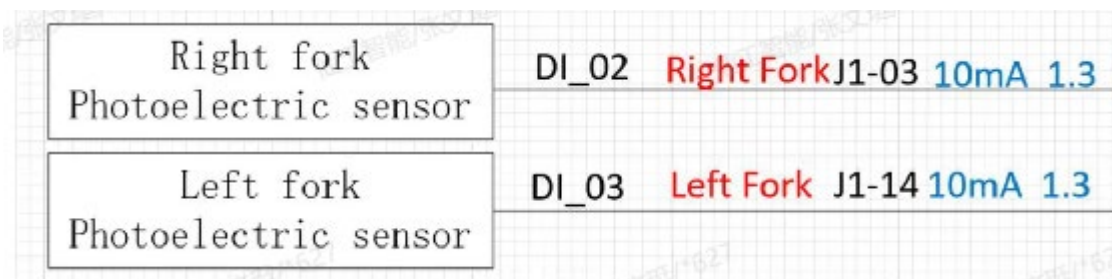 Right fork
Photoelectric sensor
DI_02 Right Fork J1-03 10mA 1.3
Left fork
Photoelectric sensor
DI_03 Left Fork J1-14 10mA 1.3